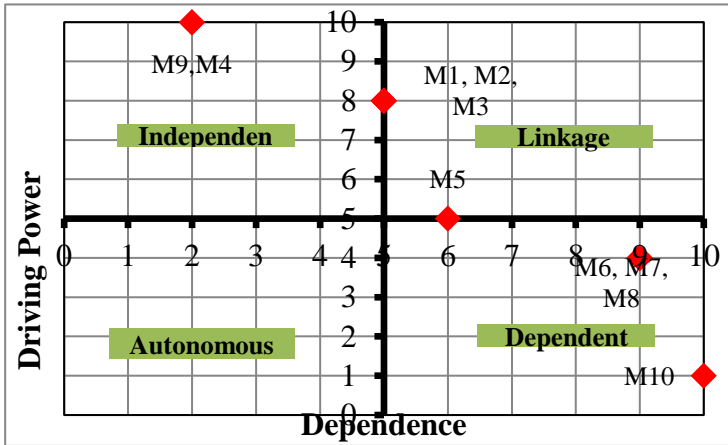 10
9
M9,M4
M1, M2,
M3
8
Independen
7
Linkage
6
M5
5
0 1 2 3 4 5 6 7 8 9 10
4
M6, M7,
M8
3
Autonomous
2
Dependent
1
M10
0
Driving Power
Dependence